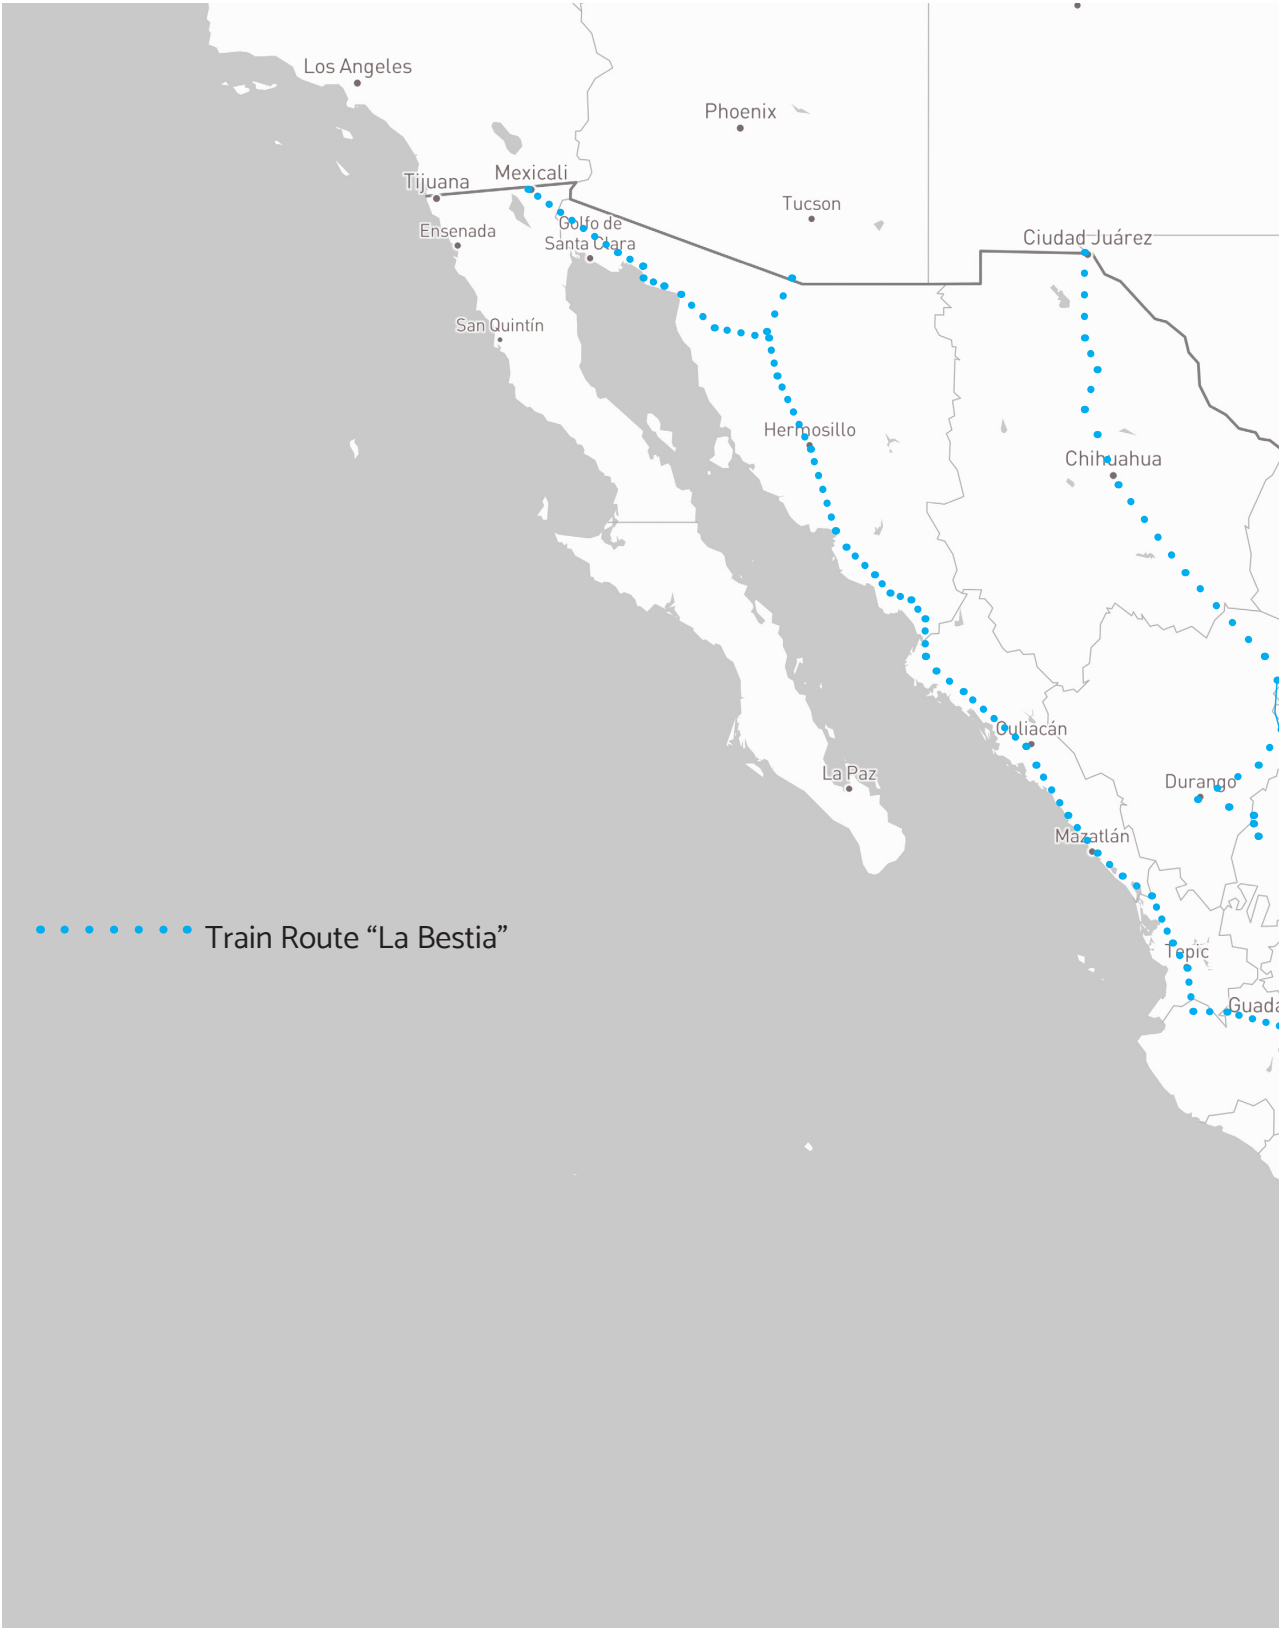 Los Angeles
Phoenix
Mexicali
Tijuana
Tucson
Golfo de
Santa Clara
Ensenada
Ciudad Juárez
San Quintín
Hermosillo
Chihuahua
Culiacán
La Paz
Durango
Mazatlán
Train Route “La Bestia”
Tepic
Guada